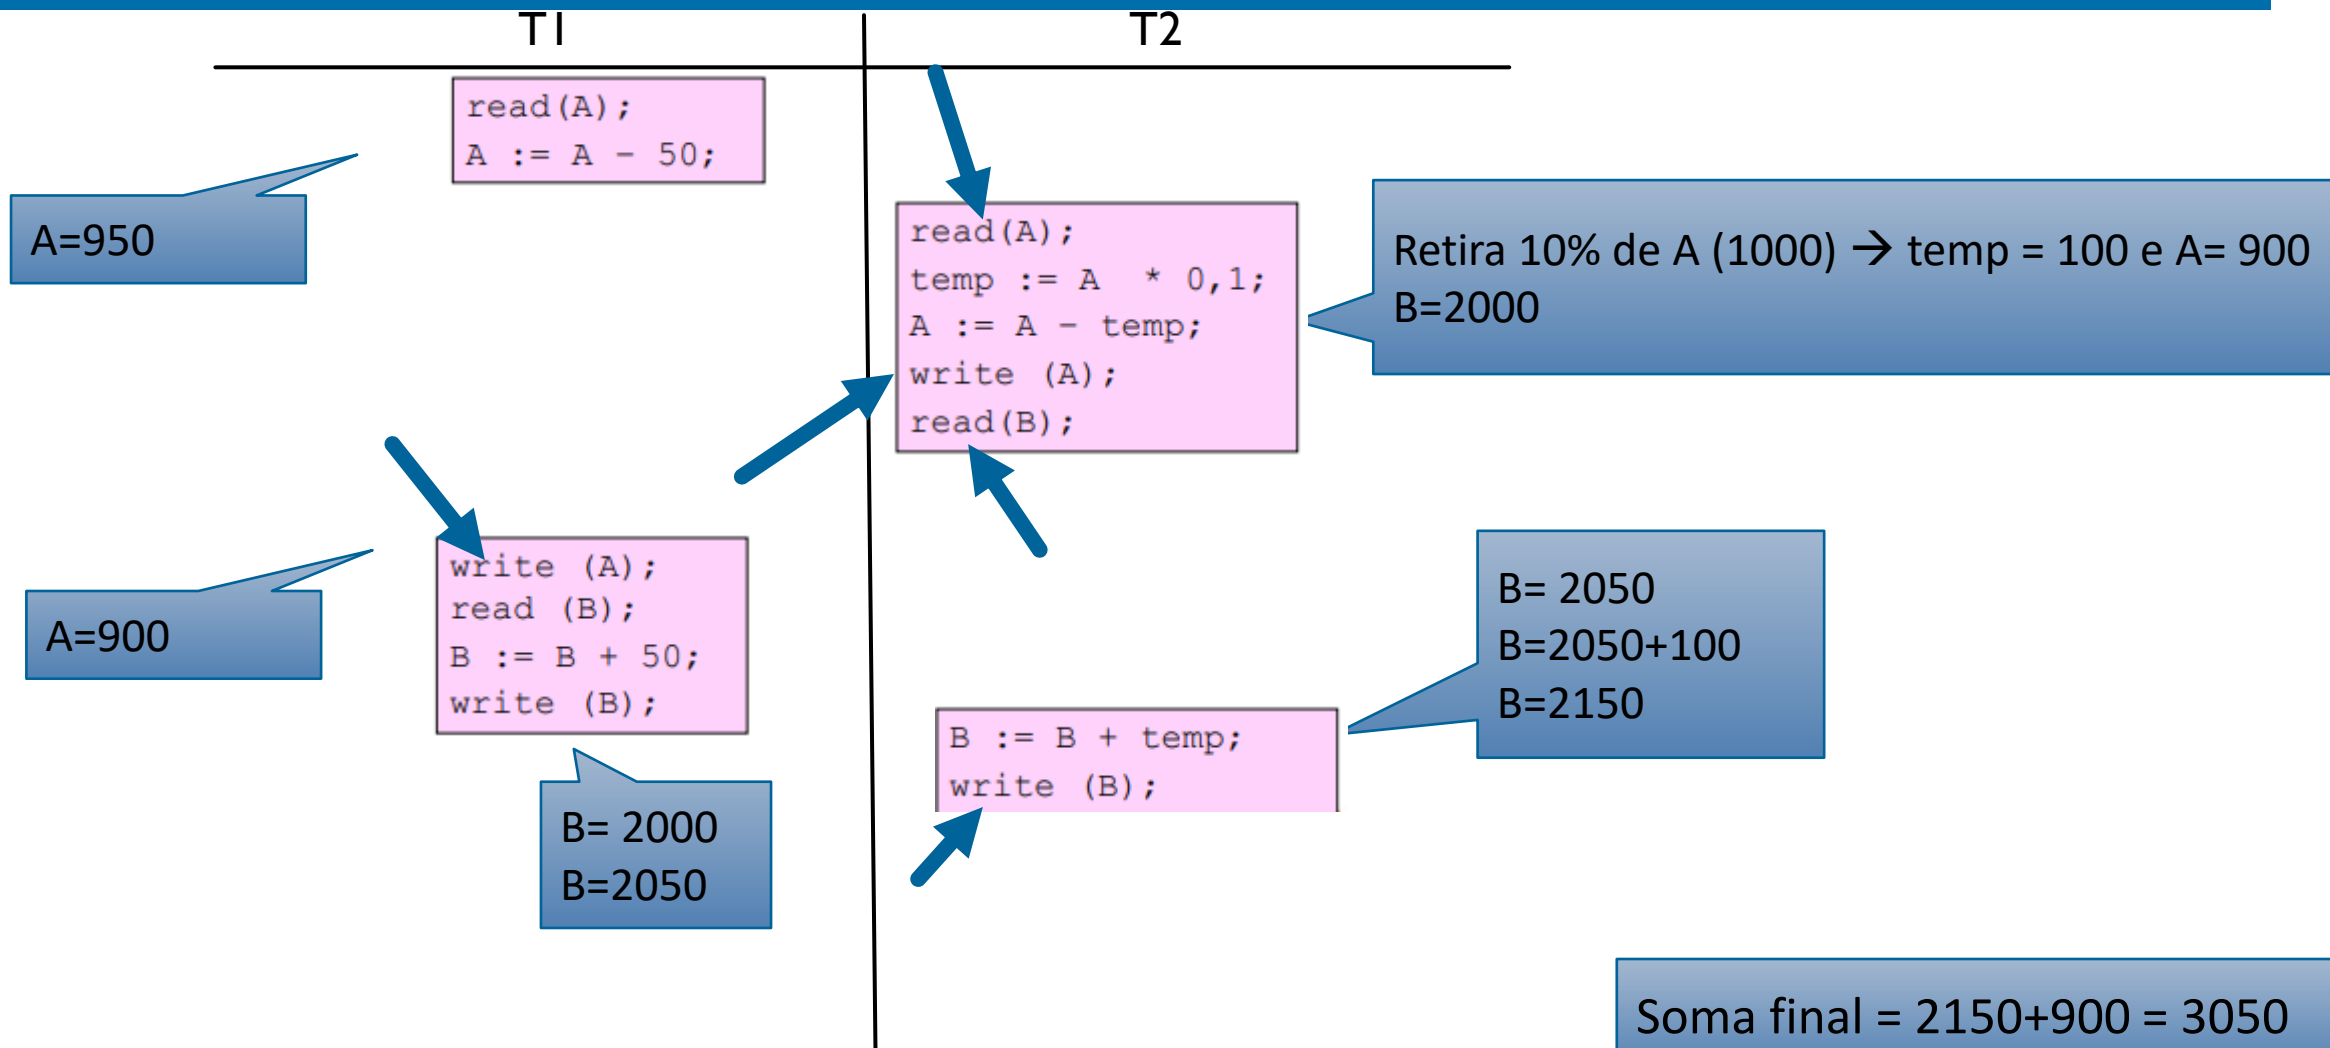 T1
T2
read(A);
A := A - 50;
A=950
read(A);
temp := A  * 0,1;
A := A - temp;
write (A);
read(B);
Retira 10% de A (1000) → temp = 100 e A= 900
B=2000
write (A);
read (B);
B := B + 50;
write (B);
A=900
B= 2000
B=2050
B := B + temp;
write (B);
B= 2050
B=2050+100
B=2150
Soma final = 2150+900 = 3050